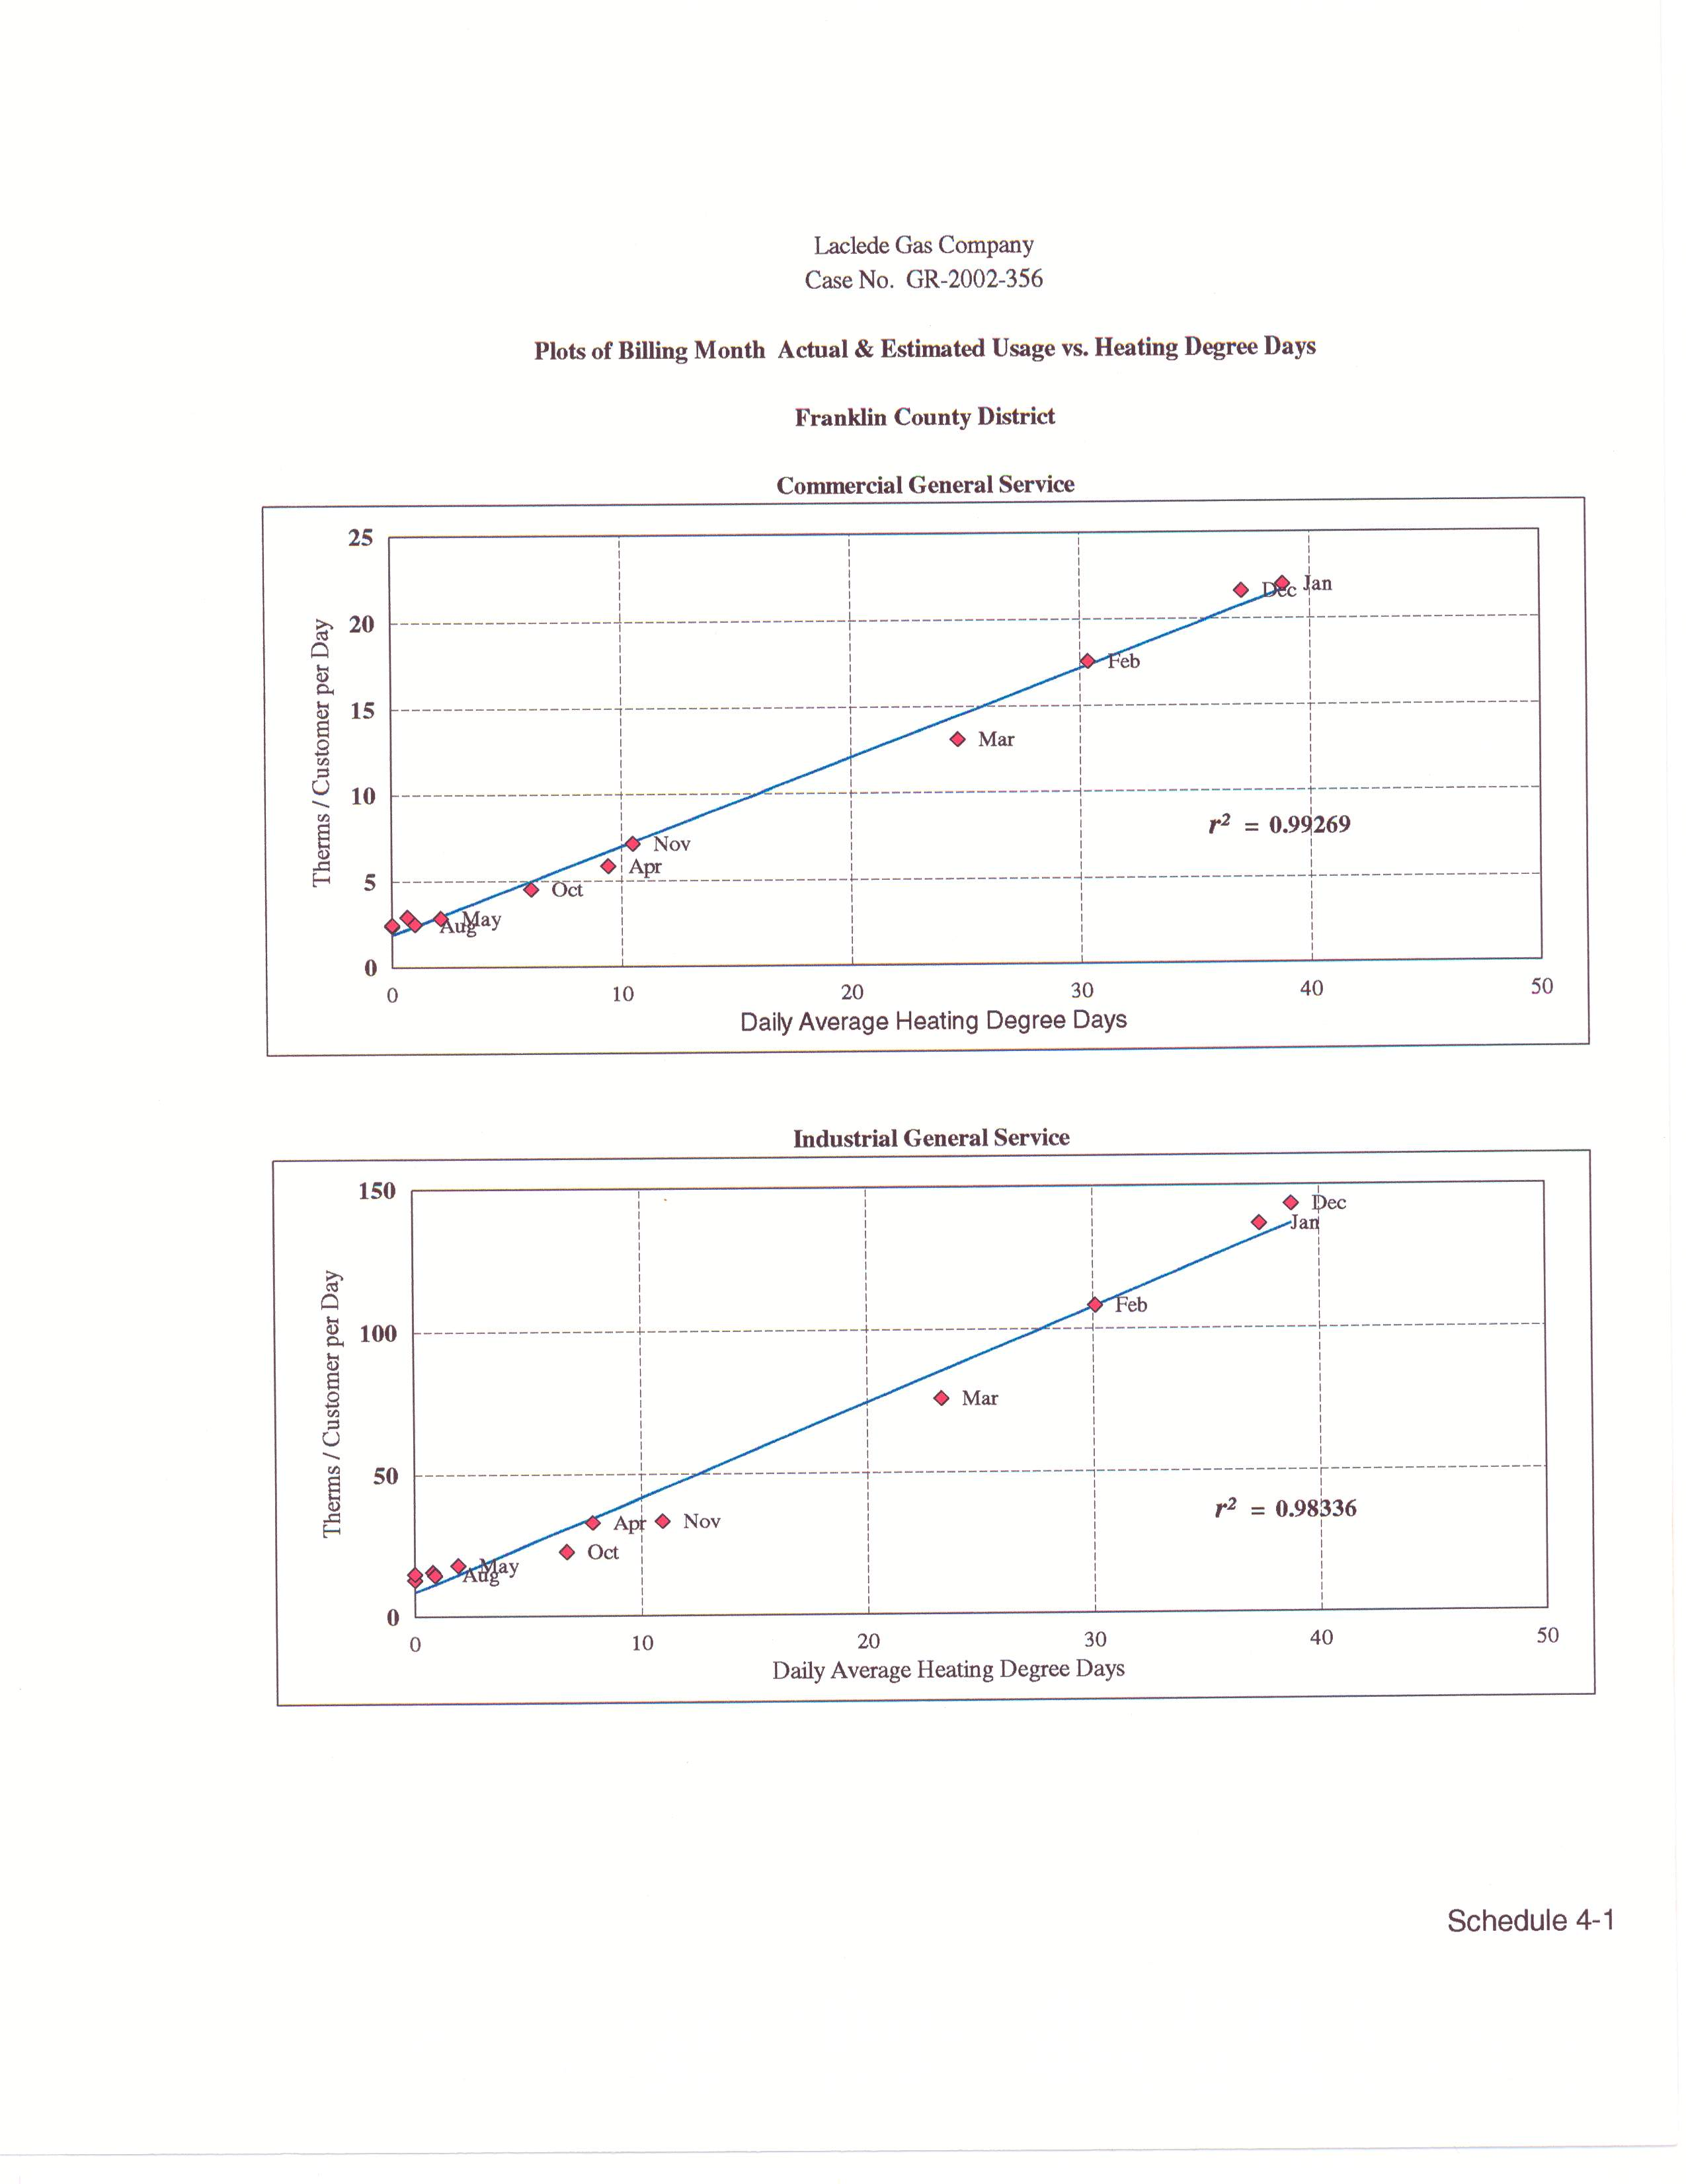 Laclede Gas Company
Case No. GR-2002-356
Plots of Billing Month Actual & Estimated Usage vs. Heating Degree Days
Franklin County District
Commercial General Service
25
20
15
10
5
0
Therms / Customer per Day
Dec
Jan
Feb
Mar
r² = 0.99269
Nov
Apr
Oct
May
Aug
0 10 20 30 40 50
Daily Average Heating Degree Days
Industrial General Service
150
100
50
0
Therms / Customer per Day
Dec
Jan
Feb
Mar
r² = 0.98336
Apr
Nov
Oct
May
Aug
0 10 20 30 40 50
Daily Average Heating Degree Days
Schedule 4-1